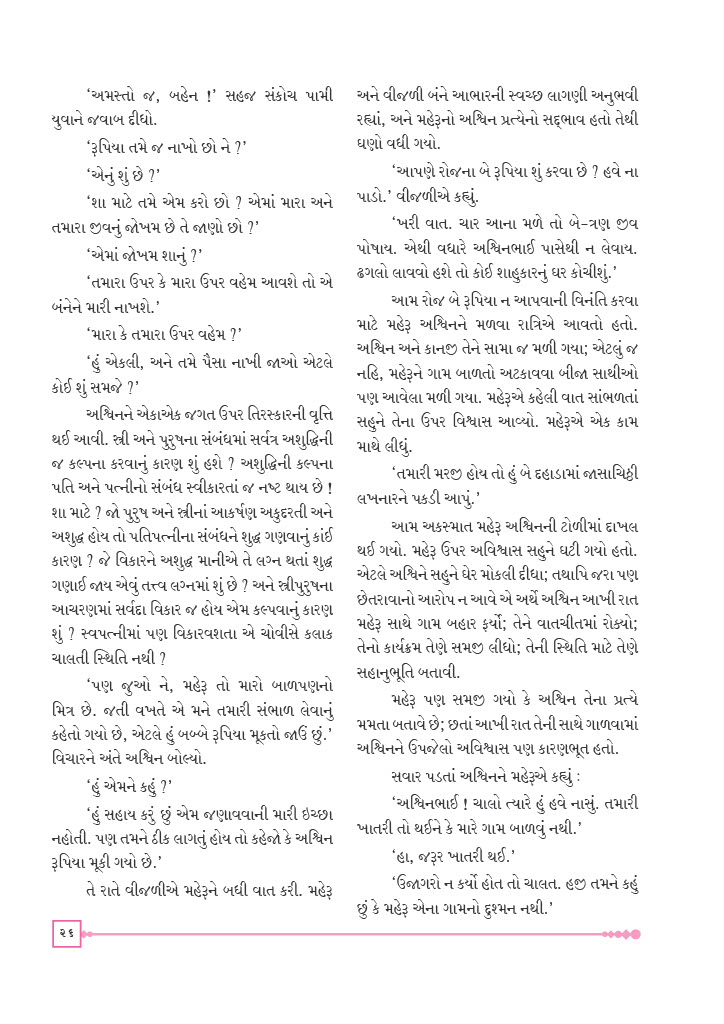 ‘અમસ્તો જ, બહેન !’ સહજ સંકોચ પામી
યુવાને જવાબ દીધો.
‘રૂપિયા તમે જ નાખો છો ને ?’
‘એનું શું છે ?’
‘શા માટે તમે એમ કરો છો ? એમાં મારા અને
તમારા જીવનું જોખમ છે તે જાણો છો ?’
‘એમાં જોખમ શાનું ?’
‘તમારા ઉપર કે મારા ઉપર વહેમ આવશે તો એ
બંનેને મારી નાખશે.’
‘મારા કે તમારા ઉપર વહેમ ?’
‘હું એકલી, અને તમે પૈસા નાખી જાઓ એટલે
કોઈ શું સમજે ?’
અશ્વિનને એકાએક જગત ઉપર તિરસ્કારની વૃત્તિ
થઈ આવી. સ્ત્રી અને પુરુષના સંબંધમાં સર્વત્ર અશુદ્ધિની
જ કલ્પના કરવાનું કારણ શું હશે ? અશુદ્ધિની કલ્પના
પતિ અને પત્નીનો સંબંધ સ્વીકારતાં જ નષ્ટ થાય છે !
શા માટે ? જો પુરુષ અને સ્ત્રીનાં આકર્ષણ અકુદરતી અને
અશુદ્ધ હોય તો પતિપત્નીના સંબંધને શુદ્ધ ગણવાનું કાંઈ
કારણ ? જે વિકારને અશુદ્ધ માનીએ તે લગ્ન થતાં શુદ્ધ
ગણાઈ જાય એવું તત્ત્વ લગ્નમાં શું છે ? અને સ્ત્રીપુરુષના
આચરણમાં સર્વદા વિકાર જ હોય એમ કલ્પવાનું કારણ
શું ? સ્વપત્નીમાં પણ વિકારવશતા એ ચોવીસે કલાક
ચાલતી સ્થિતિ નથી ?
‘પણ જુઓ ને, મહેરૂ તો મારો બાળપણનો
મિત્ર છે. જતી વખતે એ મને તમારી સંભાળ લેવાનું
કહેતો ગયો છે, એટલે હું બબ્બે રૂપિયા મૂકતો જાઉં છું.’
વિચારને અંતે અશ્વિન બોલ્યો.
‘હું એમને કહું ?’
‘હું સહાય કરું છું એમ જણાવવાની મારી ઇચ્છા
નહોતી. પણ તમને ઠીક લાગતું હોય તો કહેજો કે અશ્વિન
રૂપિયા મૂકી ગયો છે.’
તે રાતે વીજળીએ મહેરૂને બધી વાત કરી. મહેરૂ
અને વીજળી બંને આભારની સ્વચ્છ લાગણી અનુભવી
રહ્યાં, અને મહેરૂનો અશ્વિન પ્રત્યેનો સદ્ભાવ હતો તેથી
ઘણો વધી ગયો.
‘આપણે રોજના બે રૂપિયા શું કરવા છે ? હવે ના
પાડો.’ વીજળીએ કહ્યું.
‘ખરી વાત. ચાર આના મળે તો બે-ત્રણ જીવ
પોષાય. એથી વધારે અશ્વિનભાઈ પાસેથી ન લેવાય.
ઢગલો લાવવો હશે તો કોઈ શાહુકારનું ઘર કોચીશું.’
આમ રોજ બે રૂપિયા ન આપવાની વિનંતિ કરવા
માટે મહેરૂ અશ્વિનને મળવા રાત્રિએ આવતો હતો.
અશ્વિન અને કાનજી તેને સામા જ મળી ગયા; એટલું જ
નહિ, મહેરૂને ગામ બાળતો અટકાવવા બીજા સાથીઓ
પણ આવેલા મળી ગયા. મહેરૂએ કહેલી વાત સાંભળતાં
સહુને તેના ઉપર વિશ્વાસ આવ્યો. મહેરૂએ એક કામ
માથે લીધું.
‘તમારી મરજી હોય તો હું બે દહાડામાં જાસાચિઠ્ઠી
લખનારને પકડી આપું.’
આમ અકસ્માત મહેરૂ અશ્વિનની ટોળીમાં દાખલ
થઈ ગયો. મહેરૂ ઉપર અવિશ્વાસ સહુને ઘટી ગયો હતો.
એટલે અશ્વિને સહુને ઘેર મોકલી દીધા; તથાપિ જરા પણ
છેતરાવાનો આરોપ ન આવે એ અર્થે અશ્વિન આખી રાત
મહેરૂ સાથે ગામ બહાર ફર્યો; તેને વાતચીતમાં રોક્યો;
તેનો કાર્યક્રમ તેણે સમજી લીધો; તેની સ્થિતિ માટે તેણે
સહાનુભૂતિ બતાવી.
મહેરૂ પણ સમજી ગયો કે અશ્વિન તેના પ્રત્યે
મમતા બતાવે છે; છતાં આખી રાત તેની સાથે ગાળવામાં
અશ્વિનને ઉપજેલો અવિશ્વાસ પણ કારણભૂત હતો.
સવાર પડતાં અશ્વિનને મહેરૂએ કહ્યું :
‘અશ્વિનભાઈ ! ચાલો ત્યારે હું હવે નાસું. તમારી
ખાતરી તો થઈને કે મારે ગામ બાળવું નથી.’
‘હા, જરૂર ખાતરી થઈ.’
‘ઉજાગરો ન કર્યો હોત તો ચાલત. હજી તમને કહું
છું કે મહેરૂ એના ગામનો દુશ્મન નથી.’
૨૬